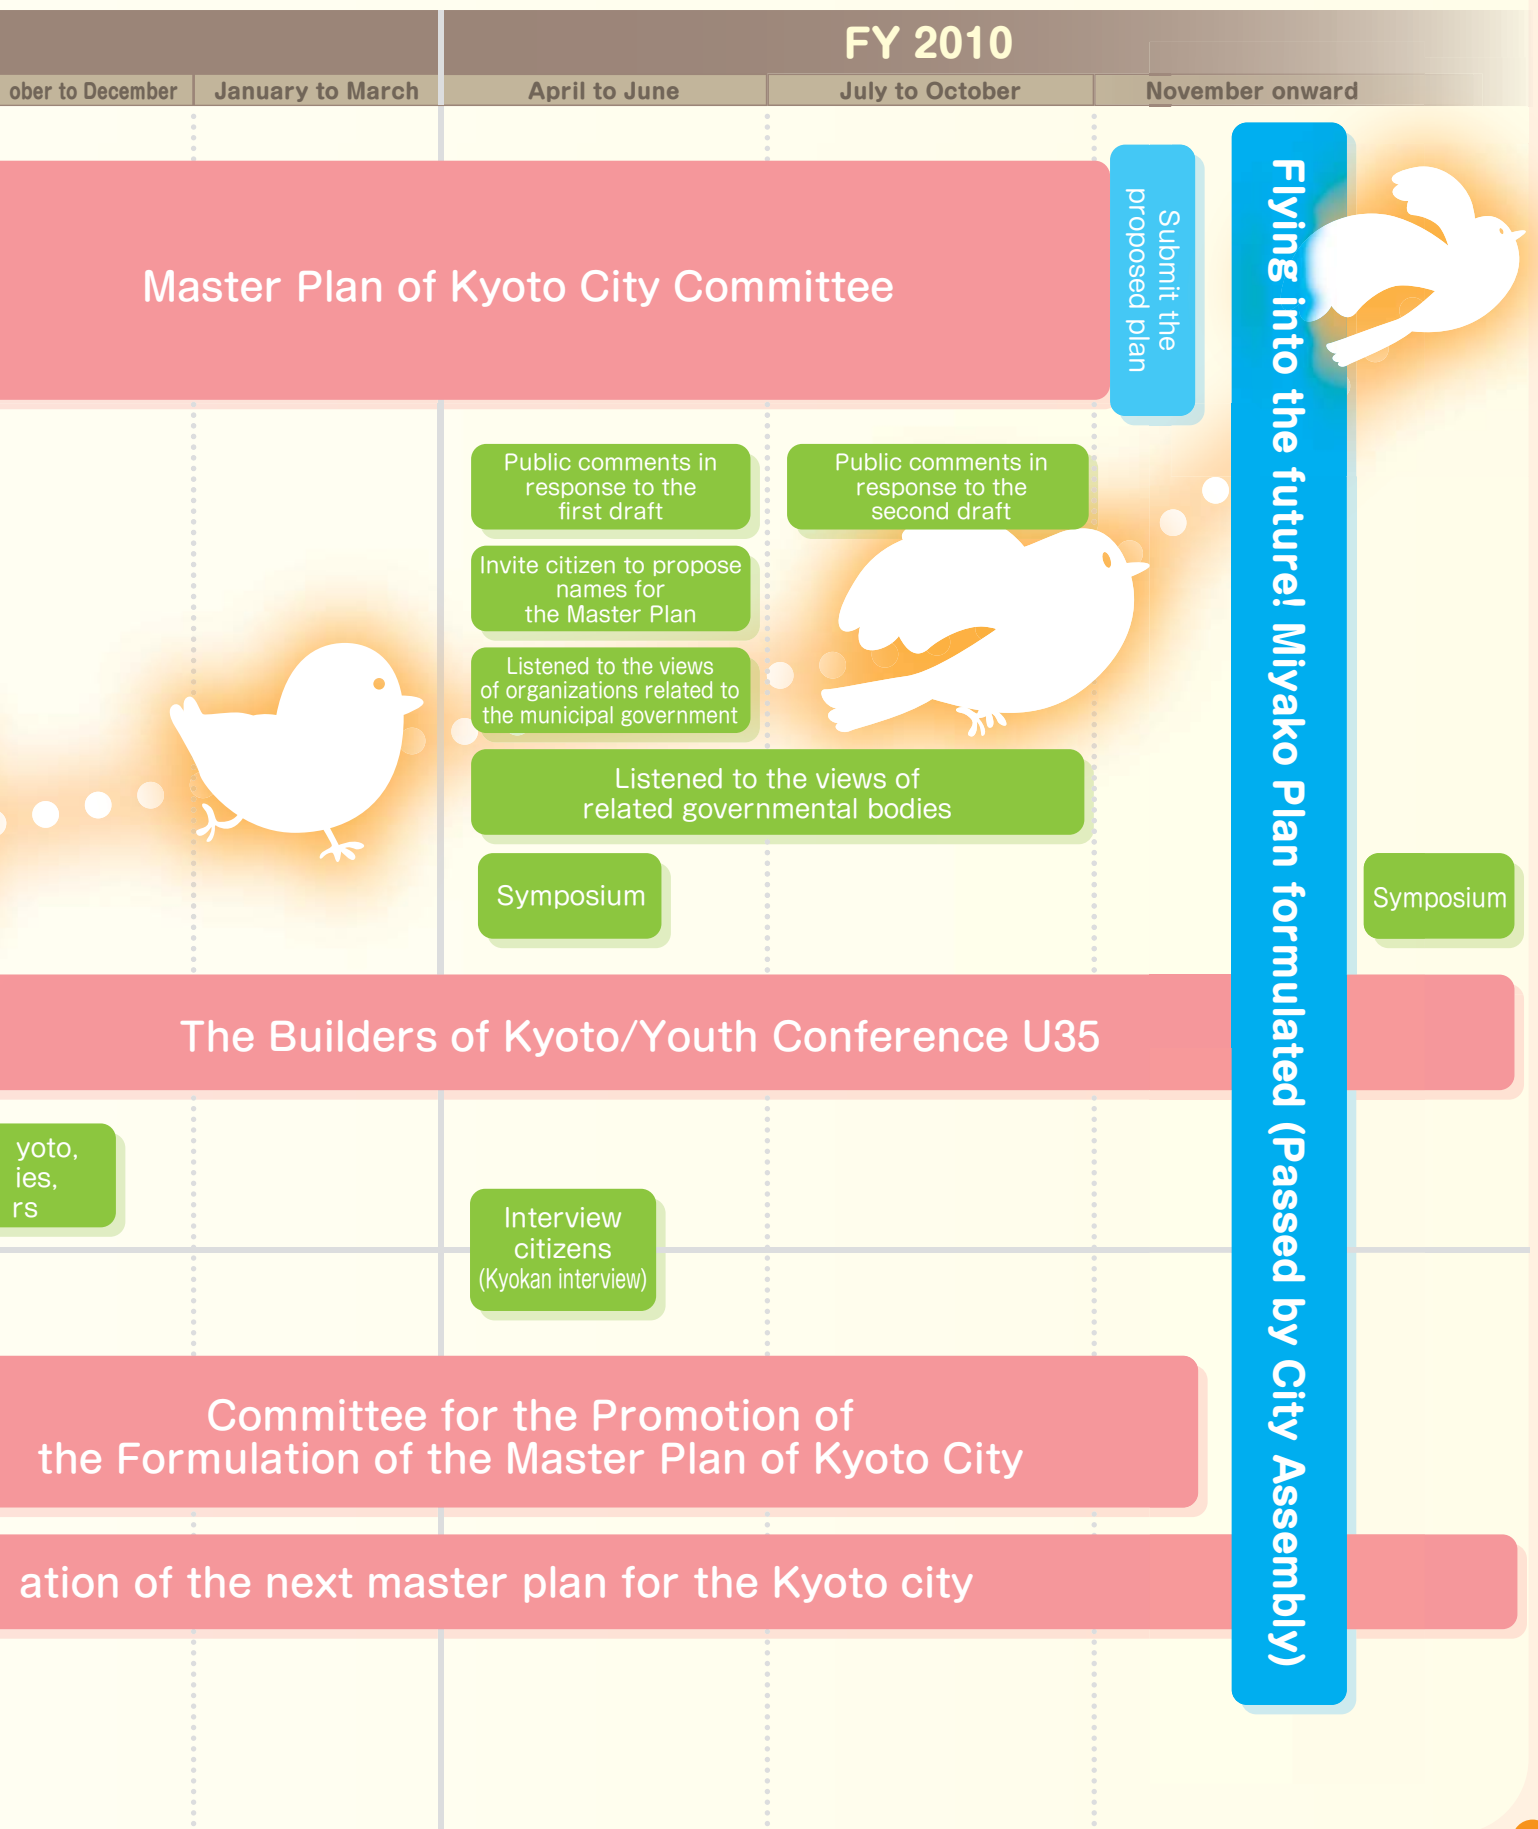 FY 2010
ober to December
January to March
April to June
July to October
November onward
Master Plan of Kyoto City Committee
Submit the
proposed plan
Flying into the future! Miyako Plan formulated (Passed by City Assembly)
Public comments in
response to the
first draft
Public comments in
response to the
second draft
Invite citizen to propose
names for
the Master Plan
Listened to the views
of organizations related to
the municipal government
Listened to the views of
related governmental bodies
Symposium
Symposium
The Builders of Kyoto/Youth Conference U35
yoto,
ies,
rs
Interview
citizens
(Kyokan interview)
Committee for the Promotion of
the Formulation of the Master Plan of Kyoto City
ation of the next master plan for the Kyoto city